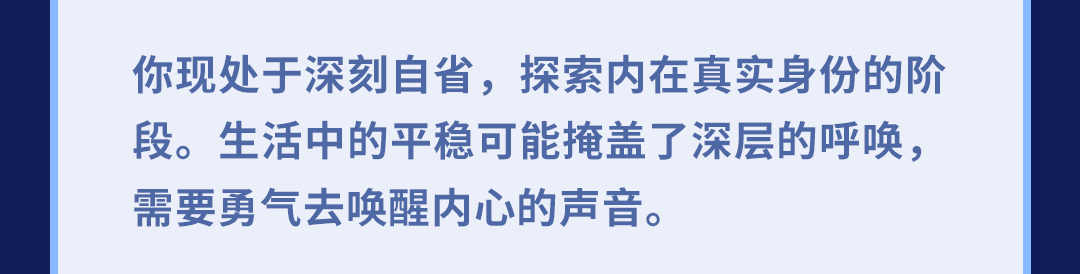 你现处于深刻自省，探索内在真实身份的阶
段。生活中的平稳可能掩盖了深层的呼唤，
需要勇气去唤醒内心的声音。